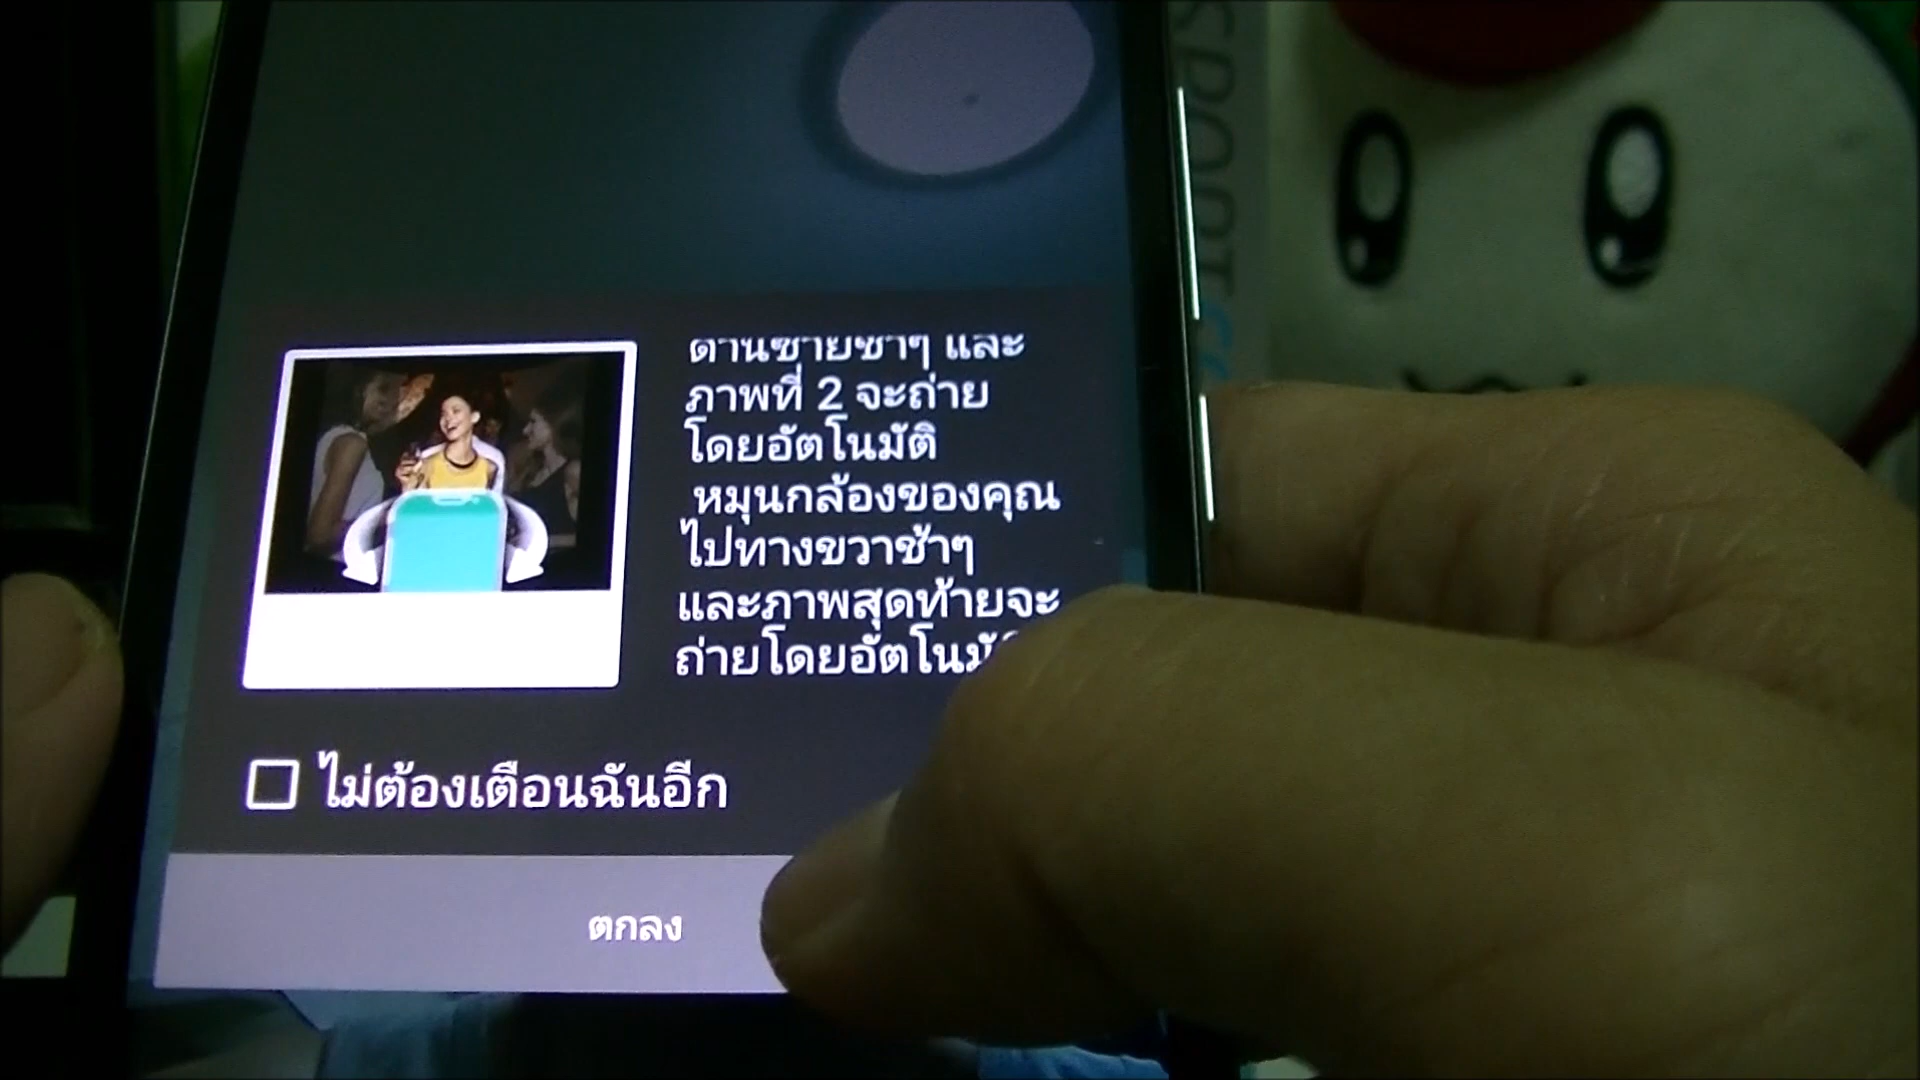 ด้านซ้ายช้าๆ และ
ภาพที่ 2 จะถ่าย
โดยอัตโนมัติ
หมุนกล้องของคุณ
ไปทางขวาช้าๆ
และภาพสุดท้ายจะ
ถ่ายโดยอัตโนมั
ไม่ต้องเตือนฉันอีก
ตกลง
SPORT